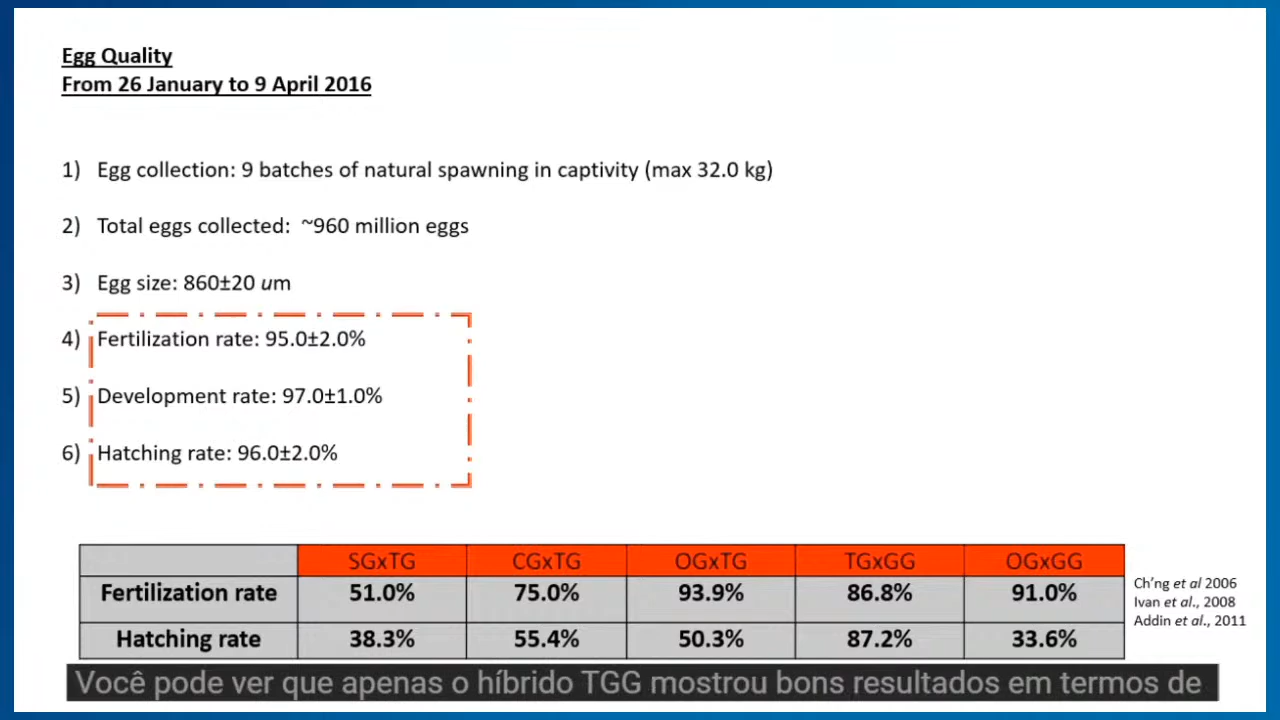 Egg Quality
From 26 January to 9 April 2016
1) Egg collection: 9 batches of natural spawning in captivity (max 32.0 kg)
2) Total eggs collected: ~960 million eggs
3) Egg size: 860±20 um
4) Fertilization rate: 95.0±2.0%
5) Development rate: 97.0±1.0%
6) Hatching rate: 96.0±2.0%
SGxTG CGxTG OGxTG TGxGG OGxGG
Fertilization rate 51.0% 75.0% 93.9% 86.8% 91.0%
Hatching rate 38.3% 55.4% 50.3% 87.2% 33.6%
Ch'ng et al 2006
Ivan et al., 2008
Addin et al., 2011
Você pode ver que apenas o híbrido TGG mostrou bons resultados em termos de